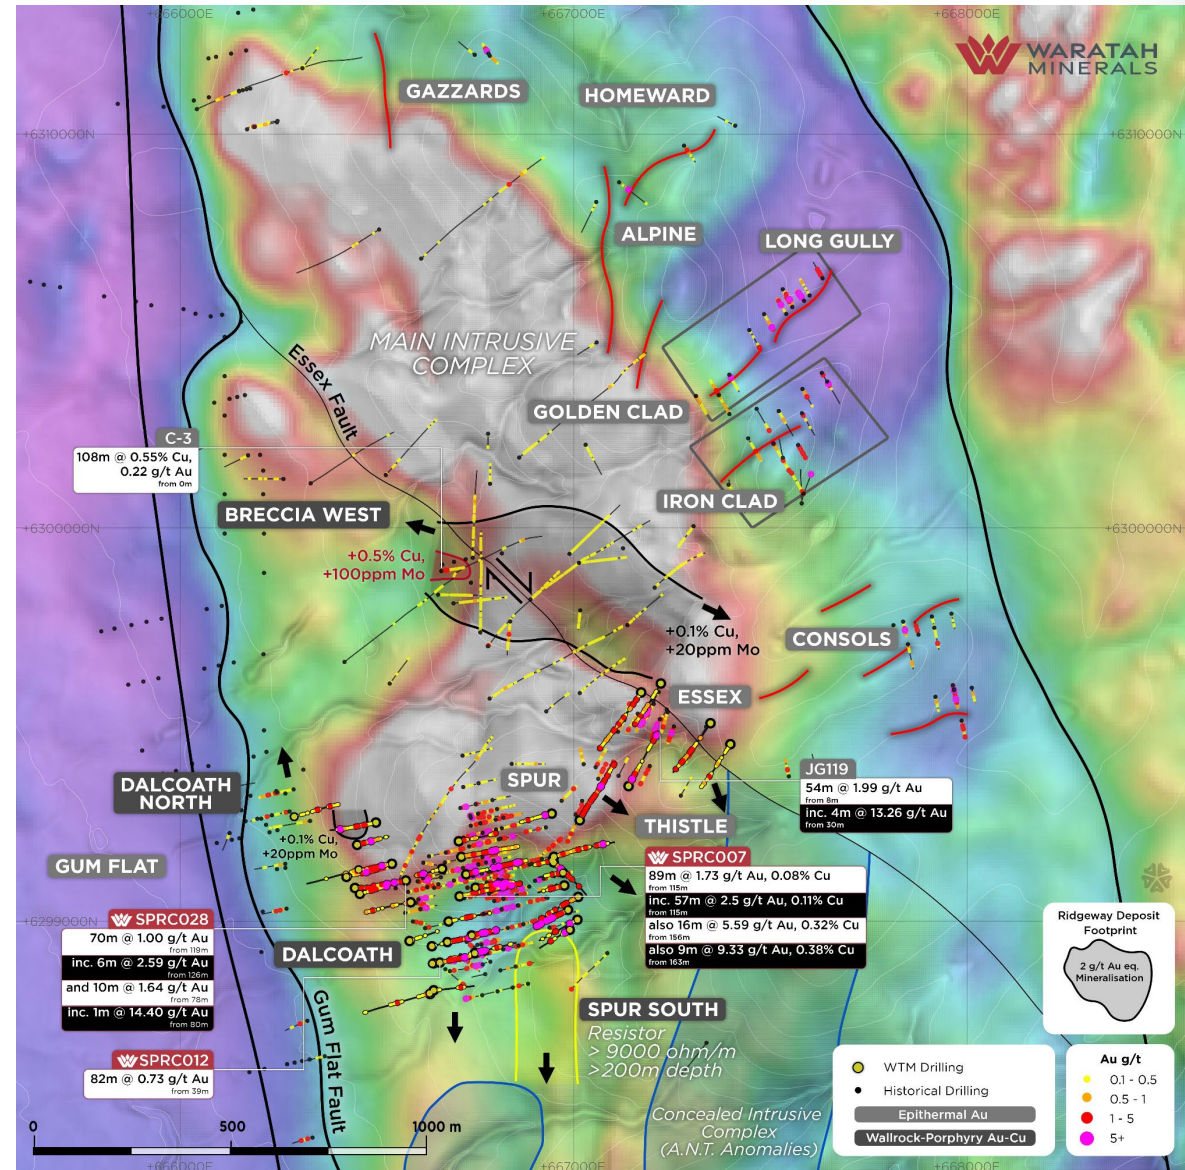 +666000E
+667000E
+668000E
WARATAH
MINERALS
GAZZARDS
HOMEWARD
+6310000N
+6310000N
ALPINE
LONG GULLY
MAIN INTRUSIVE
COMPLEX
Essex Fault
GOLDEN CLAD
C-3
108m @ 0.55% Cu,
0.22 g/t Au
from 0m
IRON CLAD
BRECCIA WEST
+6300000N
+6300000N
+0.5% Cu,
+100ppm Mo
+0.1% Cu,
+20ppm Mo
CONSOLS
ESSEX
SPUR
JG119
54m @ 1.99 g/t Au
from 8m
inc. 4m @ 13.26 g/t Au
from 30m
DALCOATH
NORTH
THISTLE
+0.1% Cu,
+20ppm Mo
GUM FLAT
SPRC007
89m @ 1.73 g/t Au, 0.08% Cu
from 115m
inc. 57m @ 2.5 g/t Au, 0.11% Cu
from 115m
also 16m @ 5.59 g/t Au, 0.32% Cu
from 156m
also 9m @ 9.33 g/t Au, 0.38% Cu
from 163m
+6299000N
SPRC028
70m @ 1.00 g/t Au
from 119m
inc. 6m @ 2.59 g/t Au
from 126m
and 10m @ 1.64 g/t Au
from 78m
inc. 1m @ 14.40 g/t Au
from 80m
DALCOATH
Ridgeway Deposit
Footprint
2 g/t Au eq.
Mineralisation
Gum Flat Fault
SPUR SOUTH
Resistor
> 9000 ohm/m
>200m depth
SPRC012
82m @ 0.73 g/t Au
from 39m
Concealed Intrusive
Complex
(A.N.T. Anomalies)
WTM Drilling
Historical Drilling
Epithermal Au
Wallrock-Porphyry Au-Cu
Au g/t
0.1 - 0.5
0.5 - 1
1 - 5
5+
0
500
1000 m
+666000E
+667000E
+668000E